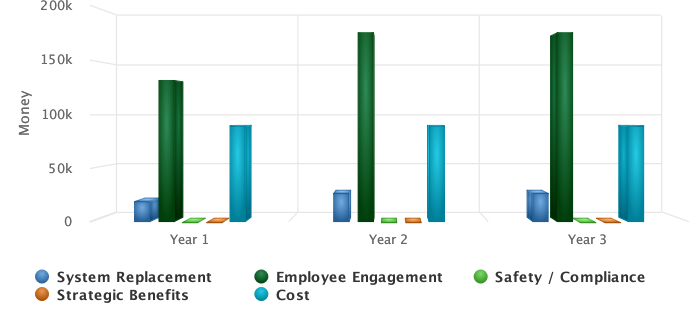 200k
150k
100k
50k
0
Money
Year 1 Year 2 Year 3
System Replacement Employee Engagement Safety / Compliance
Strategic Benefits Cost